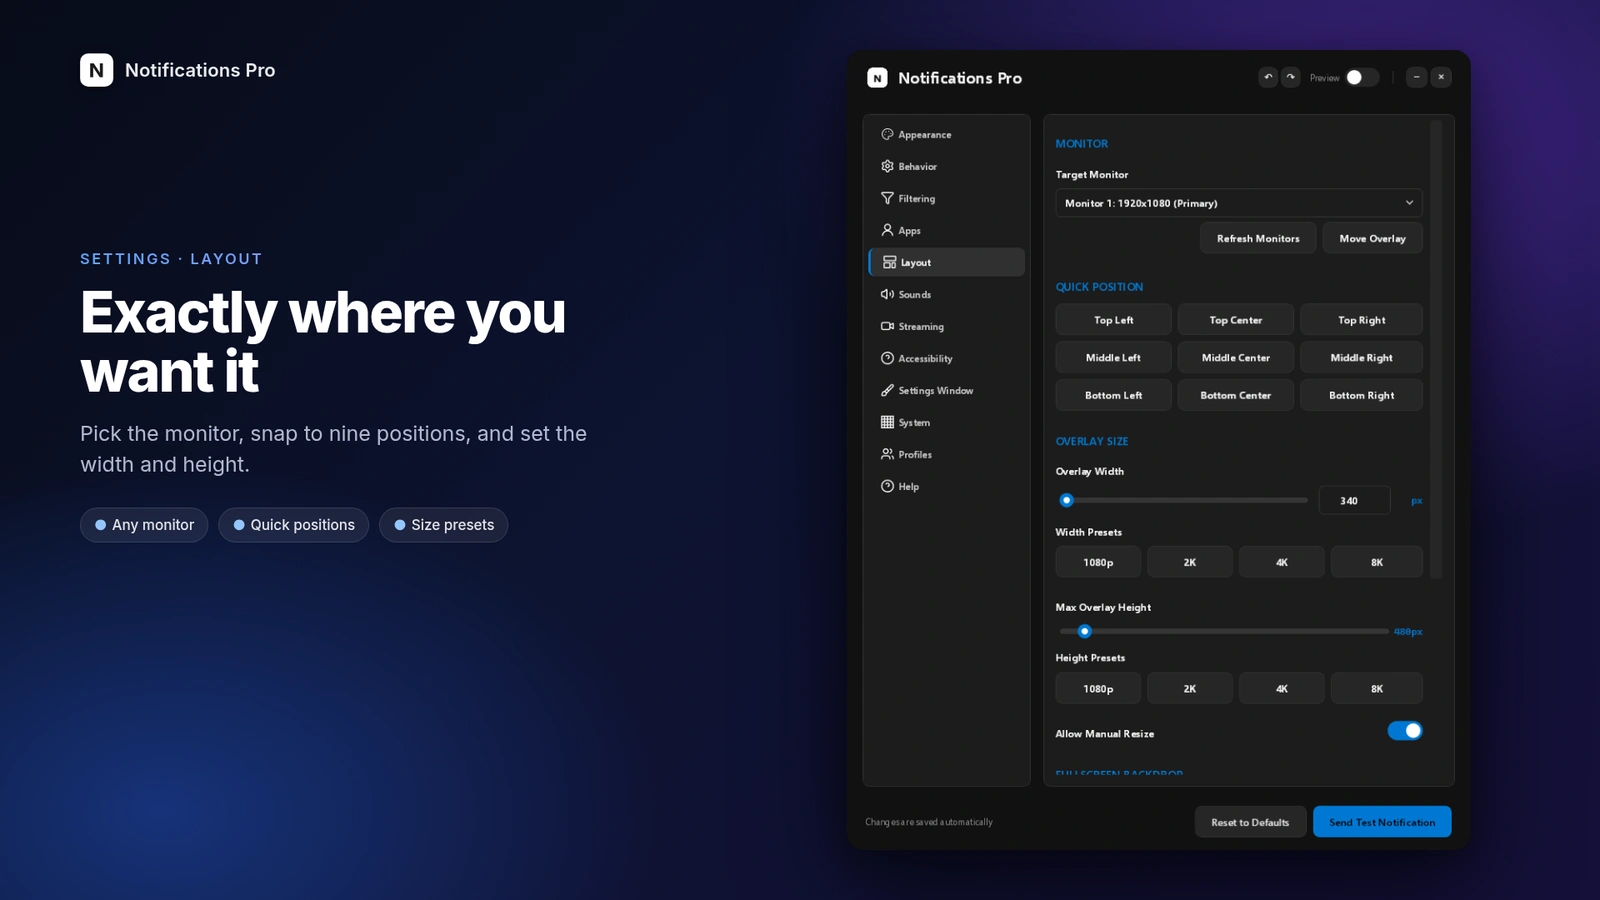 N Notifications Pro
SETTINGS · LAYOUT
Exactly where you
want it
Pick the monitor, snap to nine positions, and set the
width and height.
Any monitor
Quick positions
Size presets
N Notifications Pro
Preview
Appearance
Behavior
Filtering
Apps
Layout
Sounds
Streaming
Accessibility
Settings Window
System
Profiles
Help
MONITOR
Target Monitor
Monitor 1: 1920x1080 (Primary)
Refresh Monitors
Move Overlay
QUICK POSITION
Top Left
Top Center
Top Right
Middle Left
Middle Center
Middle Right
Bottom Left
Bottom Center
Bottom Right
OVERLAY SIZE
Overlay Width
340
px
Width Presets
1080p
2K
4K
8K
Max Overlay Height
480px
Height Presets
1080p
2K
4K
8K
Allow Manual Resize
FULLSCREEN BACKDROP
Changes are saved automatically
Reset to Defaults
Send Test Notification